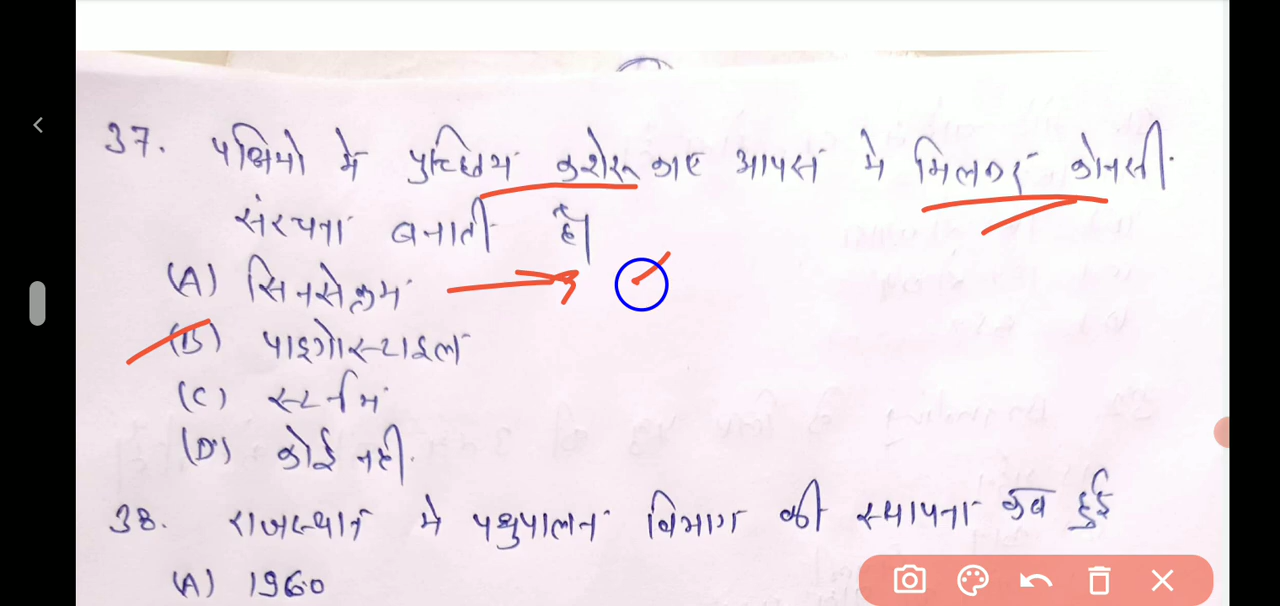 37. पक्षियो मे पुच्छिय कशेरूकाए आपस मे मिलकर कोनसी
संरचना बनाती है।
(A) सिनसेक्रम
(B) पाइगोस्टाइल
(C) स्टर्नम
(D) कोई नही.
38. राजस्थान मे पशुपालन विभाग की स्थापना कब हुई
(A) 1960